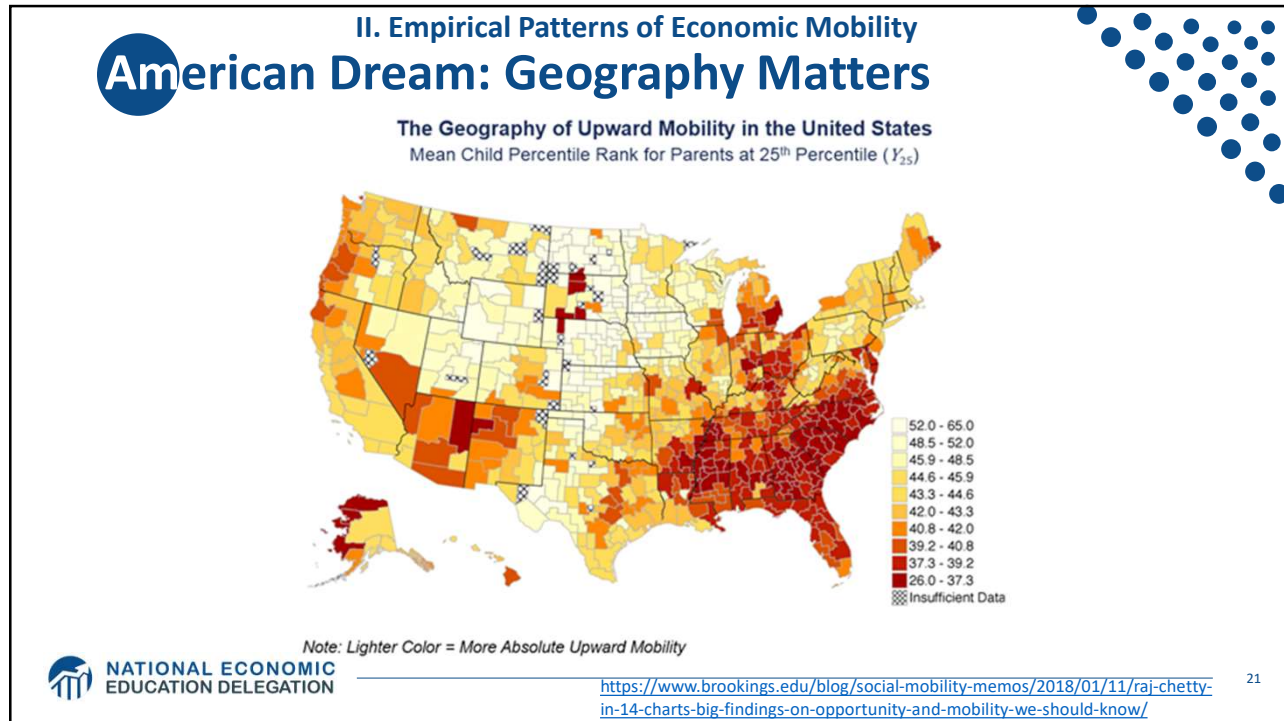 II. Empirical Patterns of Economic Mobility
American Dream: Geography Matters
The Geography of Upward Mobility in the United States
Mean Child Percentile Rank for Parents at 25th Percentile (Y25)
52.0 - 65.0
48.5 - 52.0
45.9 - 48.5
44.6 - 45.9
43.3 - 44.6
42.0 - 43.3
40.8 - 42.0
39.2 - 40.8
37.3 - 39.2
26.0 - 37.3
Insufficient Data
Note: Lighter Color = More Absolute Upward Mobility
NATIONAL ECONOMIC
EDUCATION DELEGATION
https://www.brookings.edu/blog/social-mobility-memos/2018/01/11/raj-chetty-
in-14-charts-big-findings-on-opportunity-and-mobility-we-should-know/
21